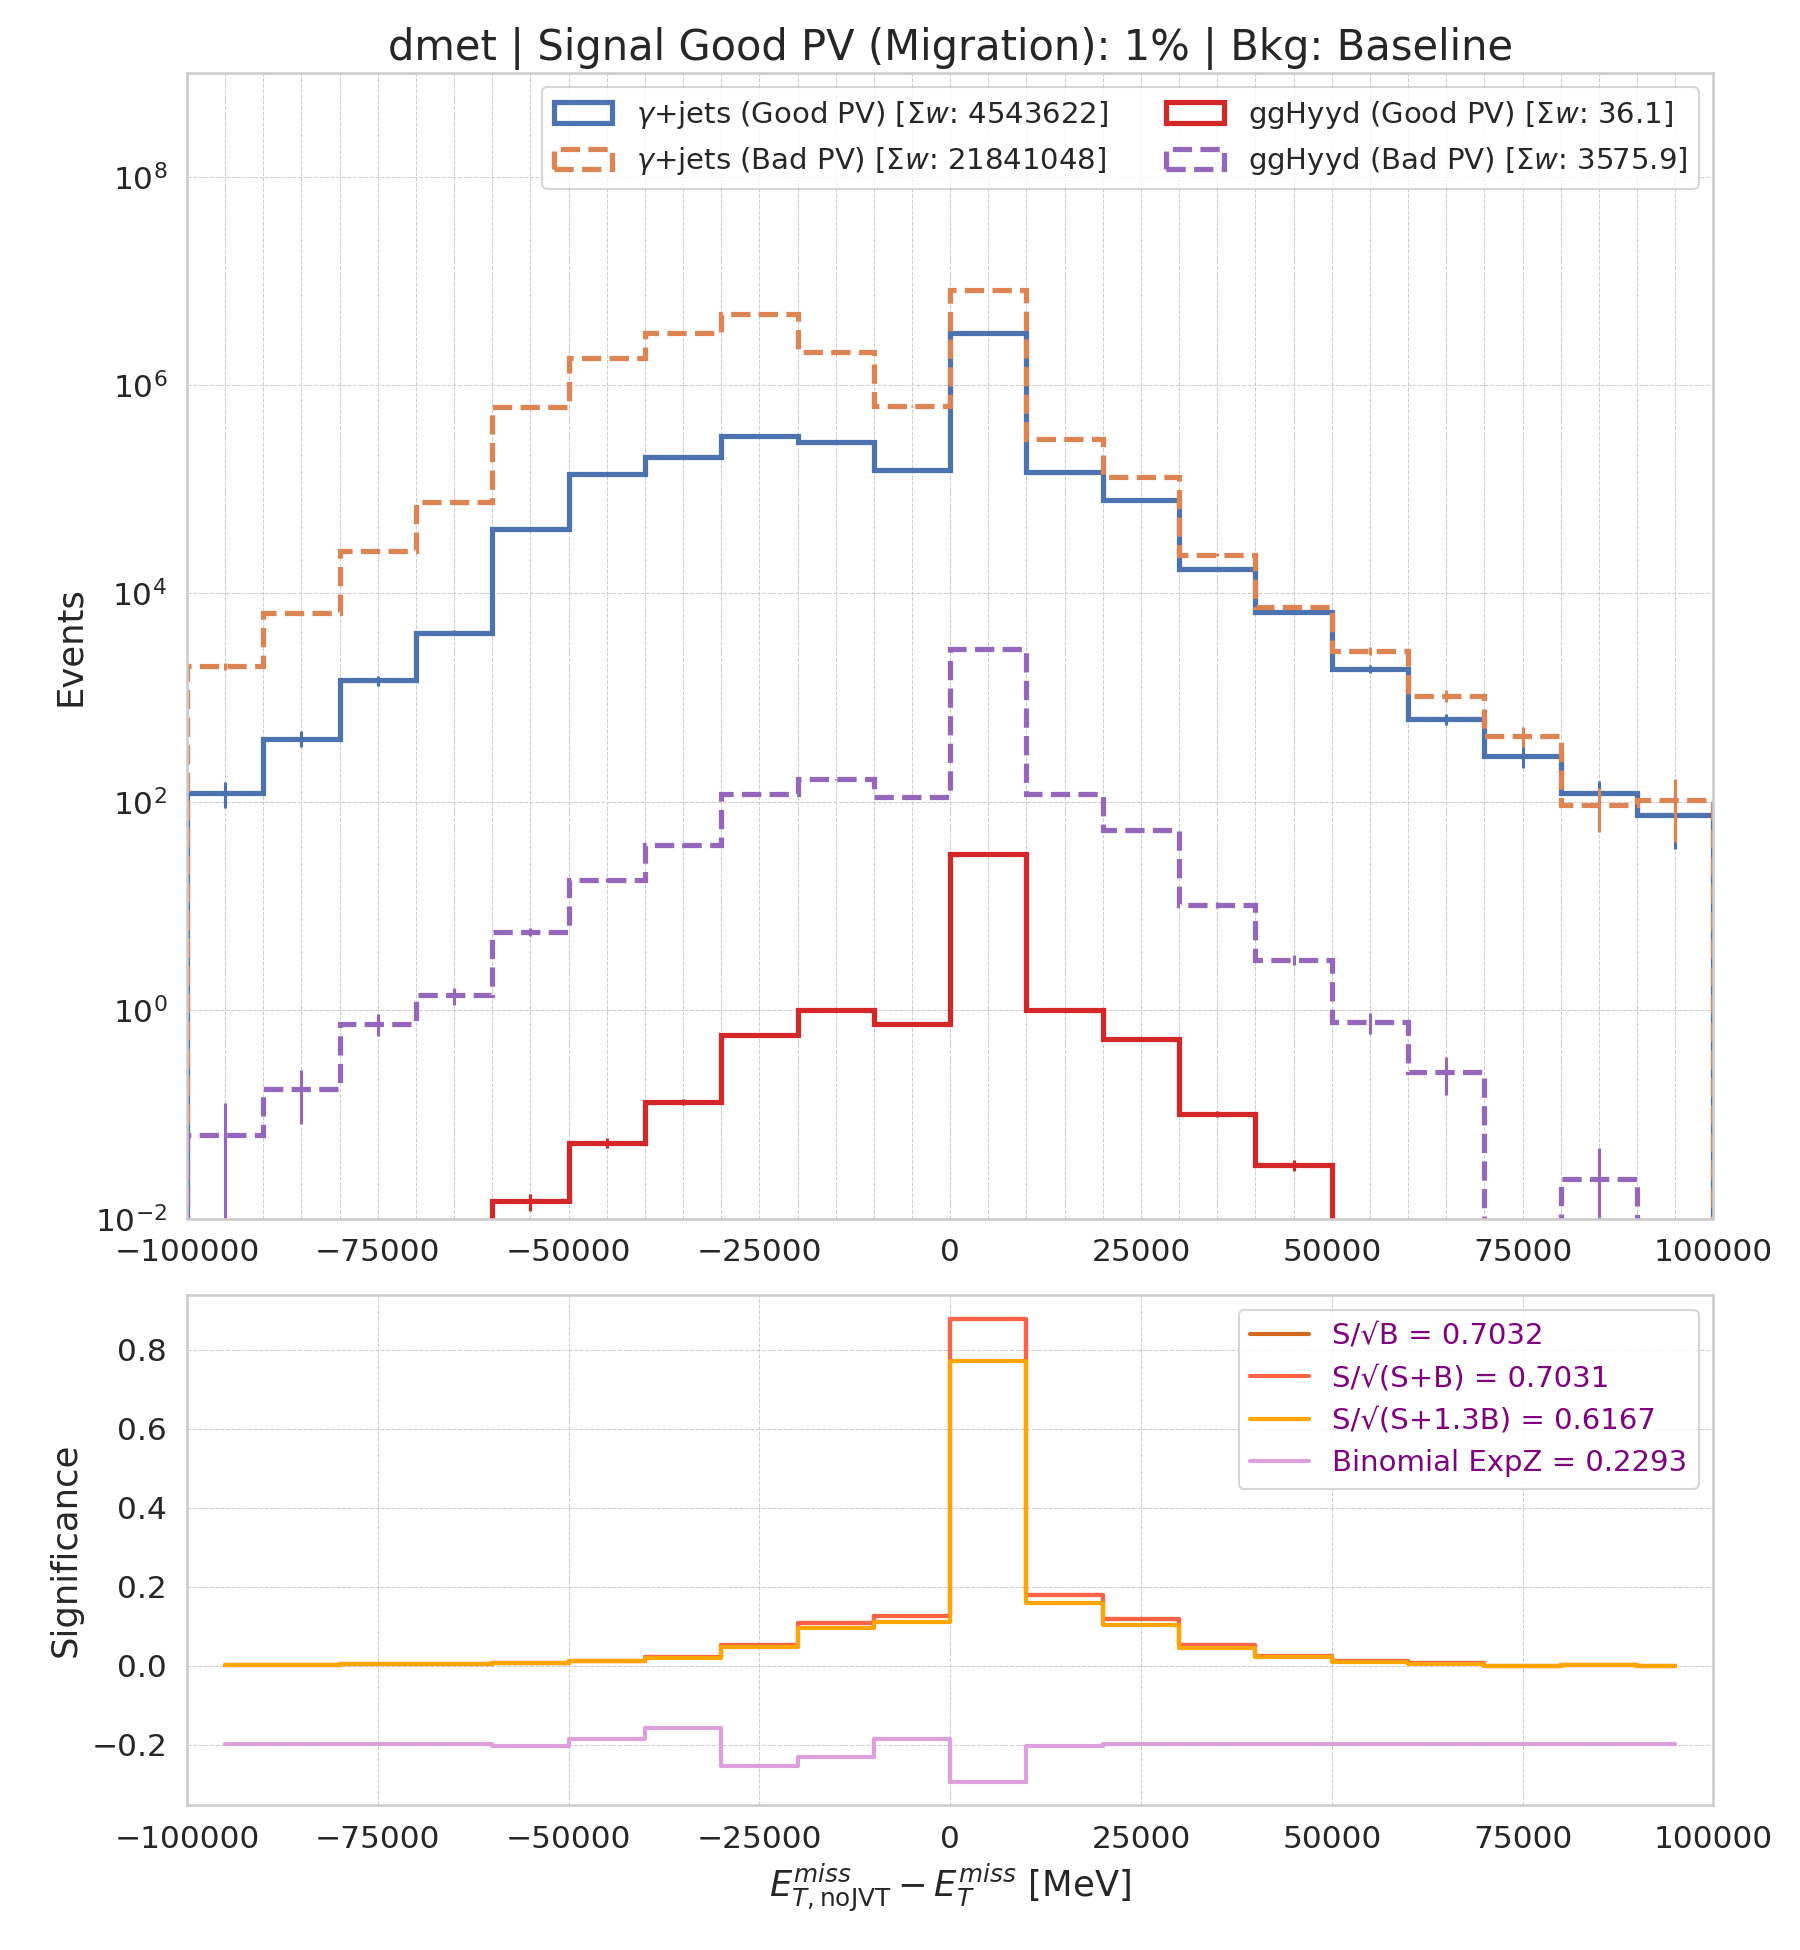 dmet | Signal Good PV (Migration): 1% | Bkg: Baseline
γ+jets (Good PV) [Σw: 4543622]
γ+jets (Bad PV) [Σw: 21841048]
ggHyyd (Good PV) [Σw: 36.1]
ggHyyd (Bad PV) [Σw: 3575.9]
Events
10^8
10^6
10^4
10^2
10^0
10^−2
−100000 −75000 −50000 −25000 0 25000 50000 75000 100000
S/√B = 0.7032
S/√(S+B) = 0.7031
S/√(S+1.3B) = 0.6167
Binomial ExpZ = 0.2293
Significance
0.8
0.6
0.4
0.2
0.0
−0.2
−100000 −75000 −50000 −25000 0 25000 50000 75000 100000
E_{T,noJVT}^{miss} − E_T^{miss} [MeV]